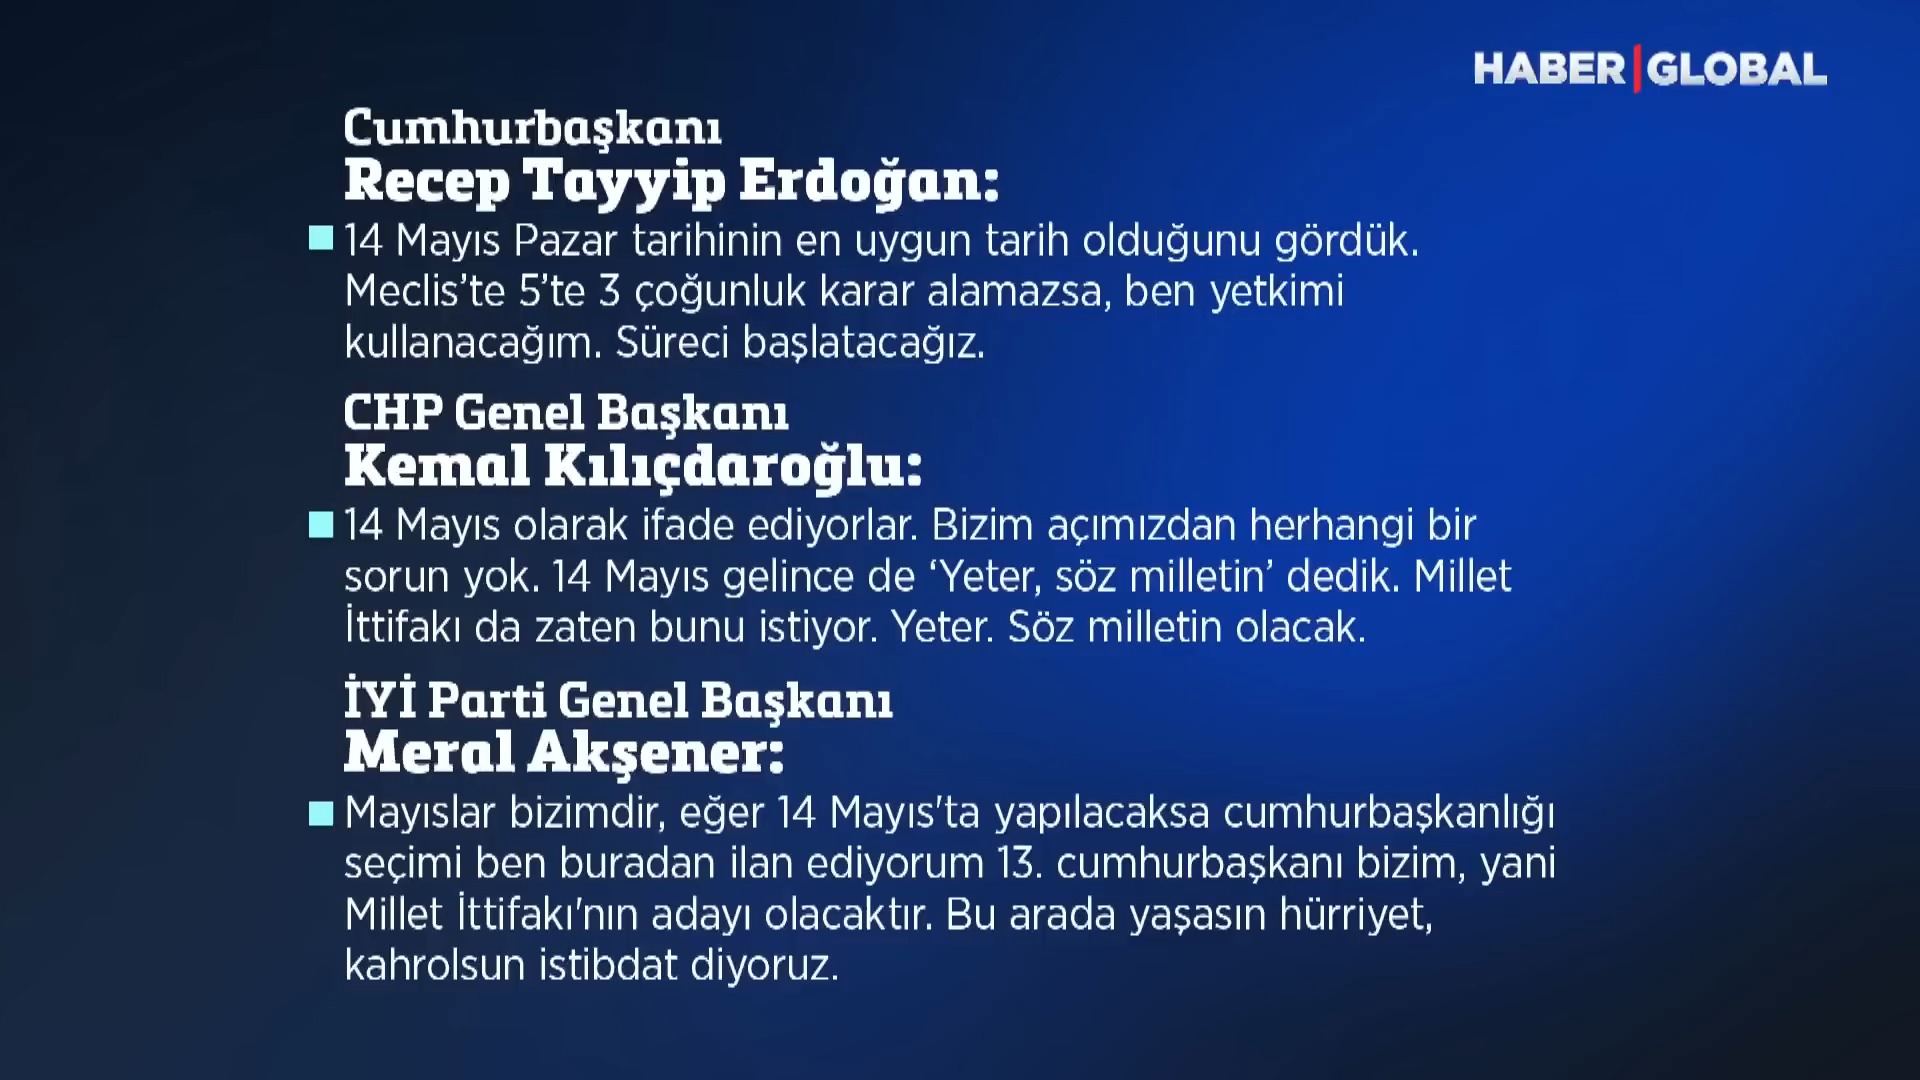 HABER|GLOBAL
Cumhurbaşkanı
Recep Tayyip Erdoğan:
14 Mayıs Pazar tarihinin en uygun tarih olduğunu gördük.
Meclis’te 5’te 3 çoğunluk karar alamazsa, ben yetkimi
kullanacağım. Süreci başlatacağız.
CHP Genel Başkanı
Kemal Kılıçdaroğlu:
14 Mayıs olarak ifade ediyorlar. Bizim açımızdan herhangi bir
sorun yok. 14 Mayıs gelince de ‘Yeter, söz milletin’ dedik. Millet
İttifakı da zaten bunu istiyor. Yeter. Söz milletin olacak.
İYİ Parti Genel Başkanı
Meral Akşener:
Mayıslar bizimdir, eğer 14 Mayıs'ta yapılacaksa cumhurbaşkanlığı
seçimi ben buradan ilan ediyorum 13. cumhurbaşkanı bizim, yani
Millet İttifakı'nın adayı olacaktır. Bu arada yaşasın hürriyet,
kahrolsun istibdat diyoruz.